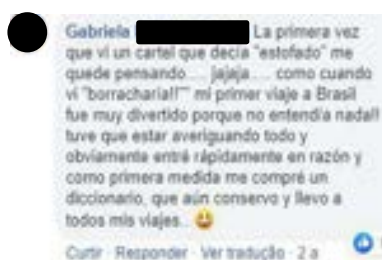 Gabriela La primera vez
que vi un cartel que decía "estofado" me
quede pensando.... jajaja..... como cuando
vi "borracharia!!"" mi primer viaje a Brasil
fue muy divertido porque no entendía nada!!
tuve que estar averiguando todo y
obviamente entré rápidamente en razón y
como primera medida me compré un
diccionario, que aún conservo y llevo a
todos mis viajes..
Curtir · Responder · Ver tradução · 2 a